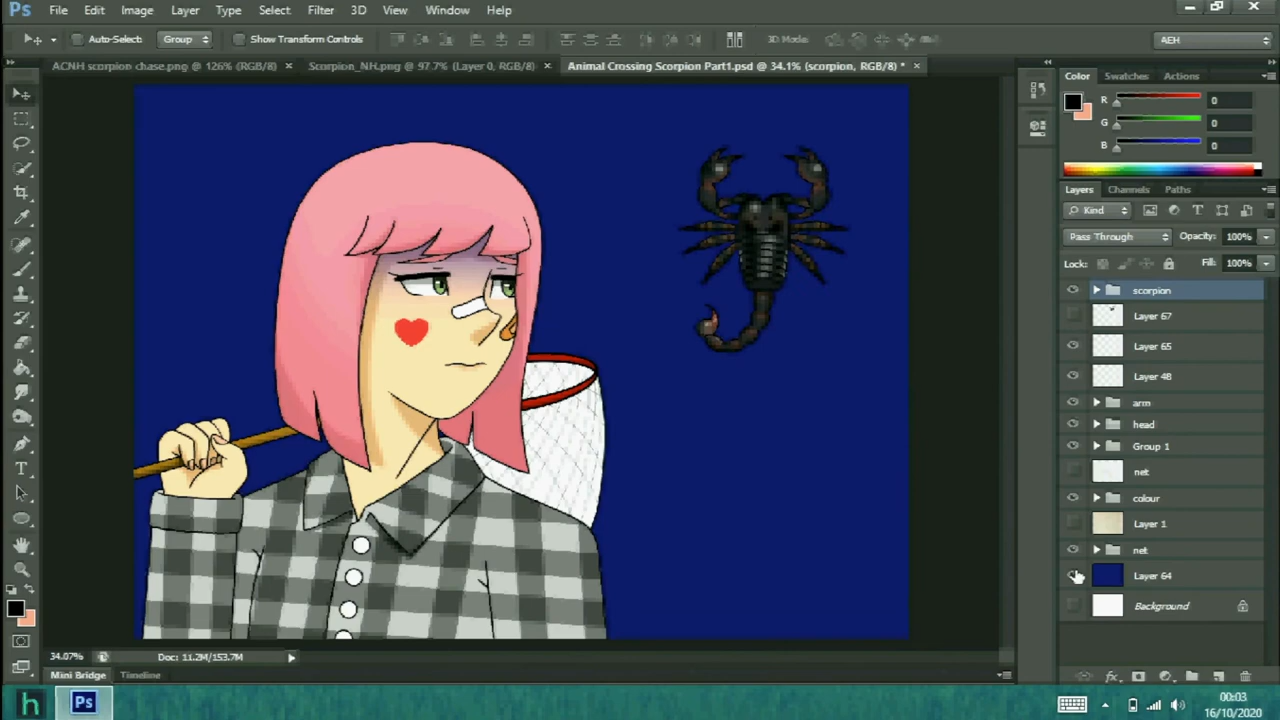 Ps File Edit Image Layer Type Select Filter 3D View Window Help
Auto-Select: Group Show Transform Controls 3D Mode: AEH
ACNH scorpion chase.png @ 126% (RGB/8) × Scorpion_NH.png @ 97.7% (Layer 0, RGB/8) × Animal Crossing Scorpion Part1.psd @ 34.1% (scorpion, RGB/8) * ×
Color Swatches Actions
R 0
G 0
B 0
Layers Channels Paths
Kind
Pass Through Opacity: 100%
Lock: Fill: 100%
scorpion
Layer 67
Layer 65
Layer 48
arm
head
Group 1
net
colour
Layer 1
net
Layer 64
Background
34.07% Doc: 11.2M/153.7M
Mini Bridge Timeline
h Ps
00:03
16/10/2020